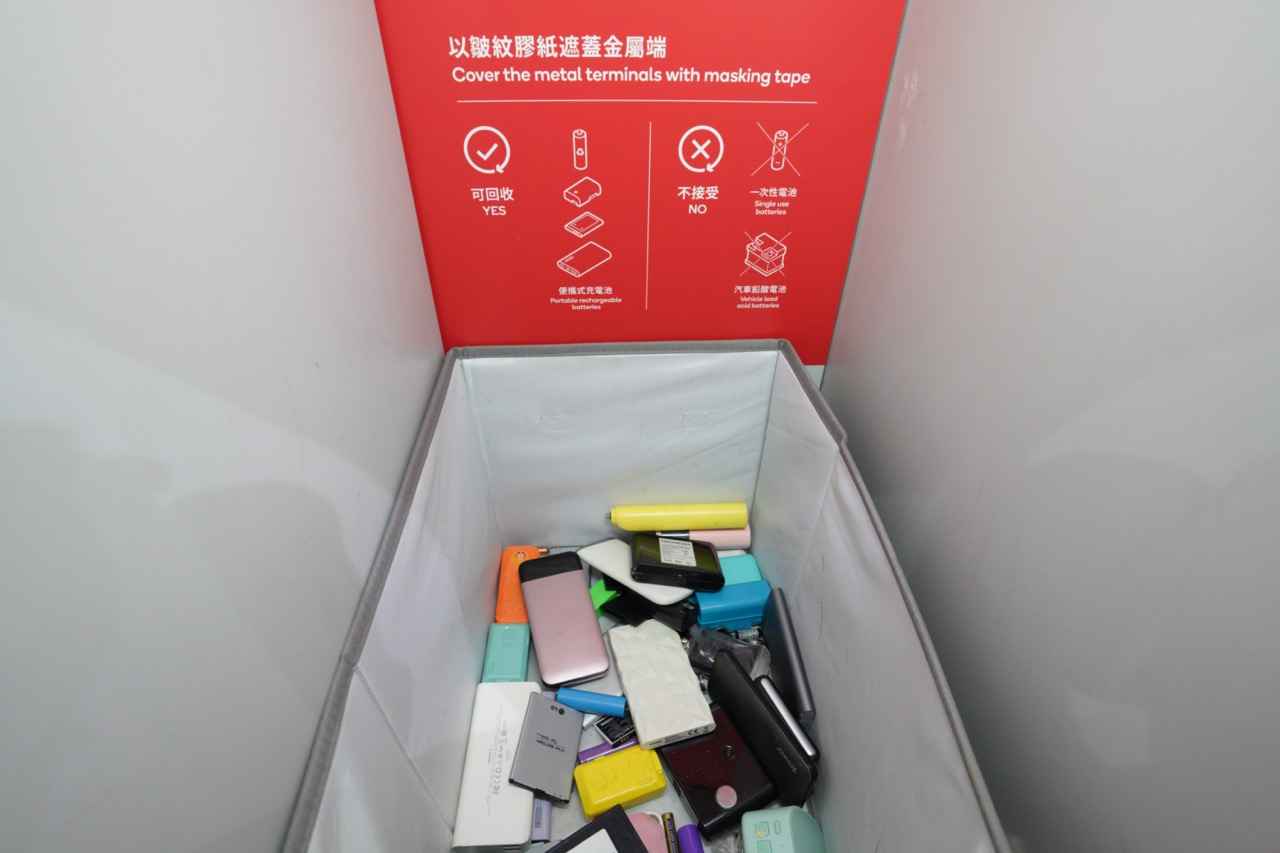 以皺紋膠紙遮蓋金屬端
Cover the metal terminals with masking tape
可回收
YES
便攜式充電池
Portable rechargeable
batteries
不接受
NO
一次性電池
Single use
batteries
汽車鉛酸電池
Vehicle lead
acid batteries
LG